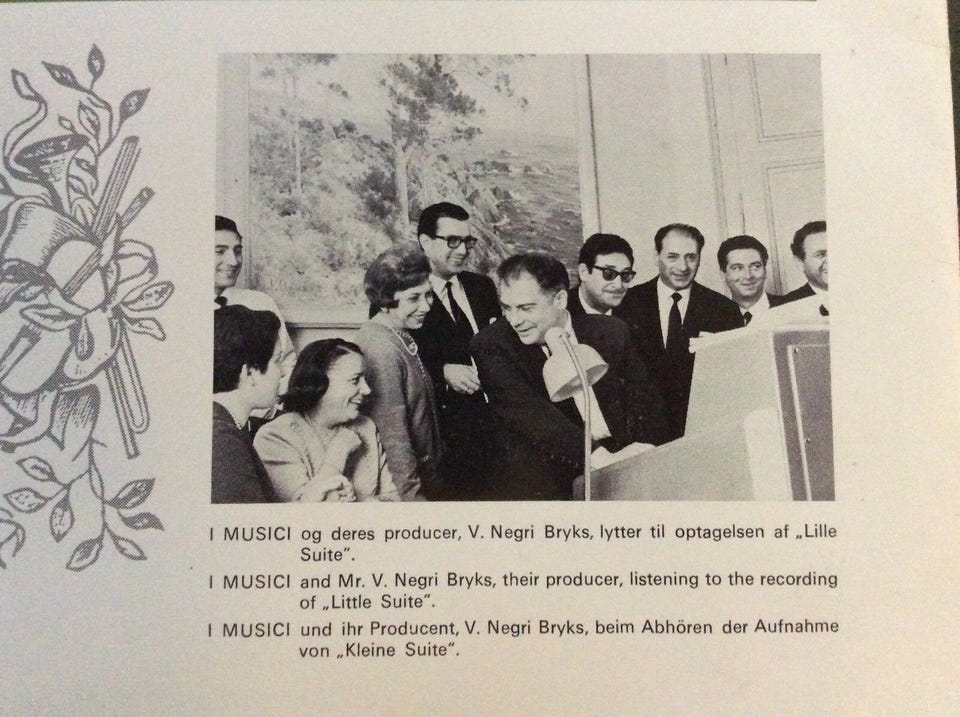 I MUSICI og deres producer, V. Negri Bryks, lytter til optagelsen af „Lille
Suite”.
I MUSICI and Mr. V. Negri Bryks, their producer, listening to the recording
of „Little Suite”.
I MUSICI und ihr Producent, V. Negri Bryks, beim Abhören der Aufnahme
von „Kleine Suite”.